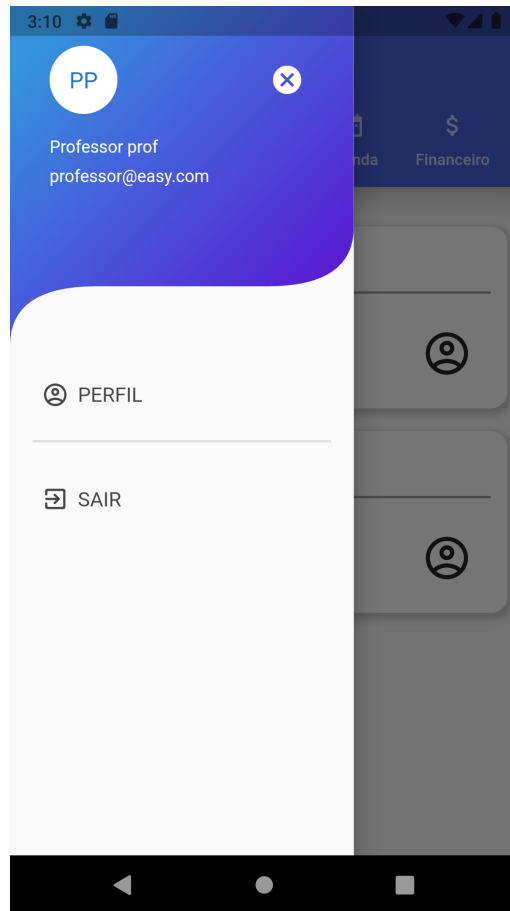 3:10
PP
Professor prof
professor@easy.com
nda
Financeiro
PERFIL
SAIR